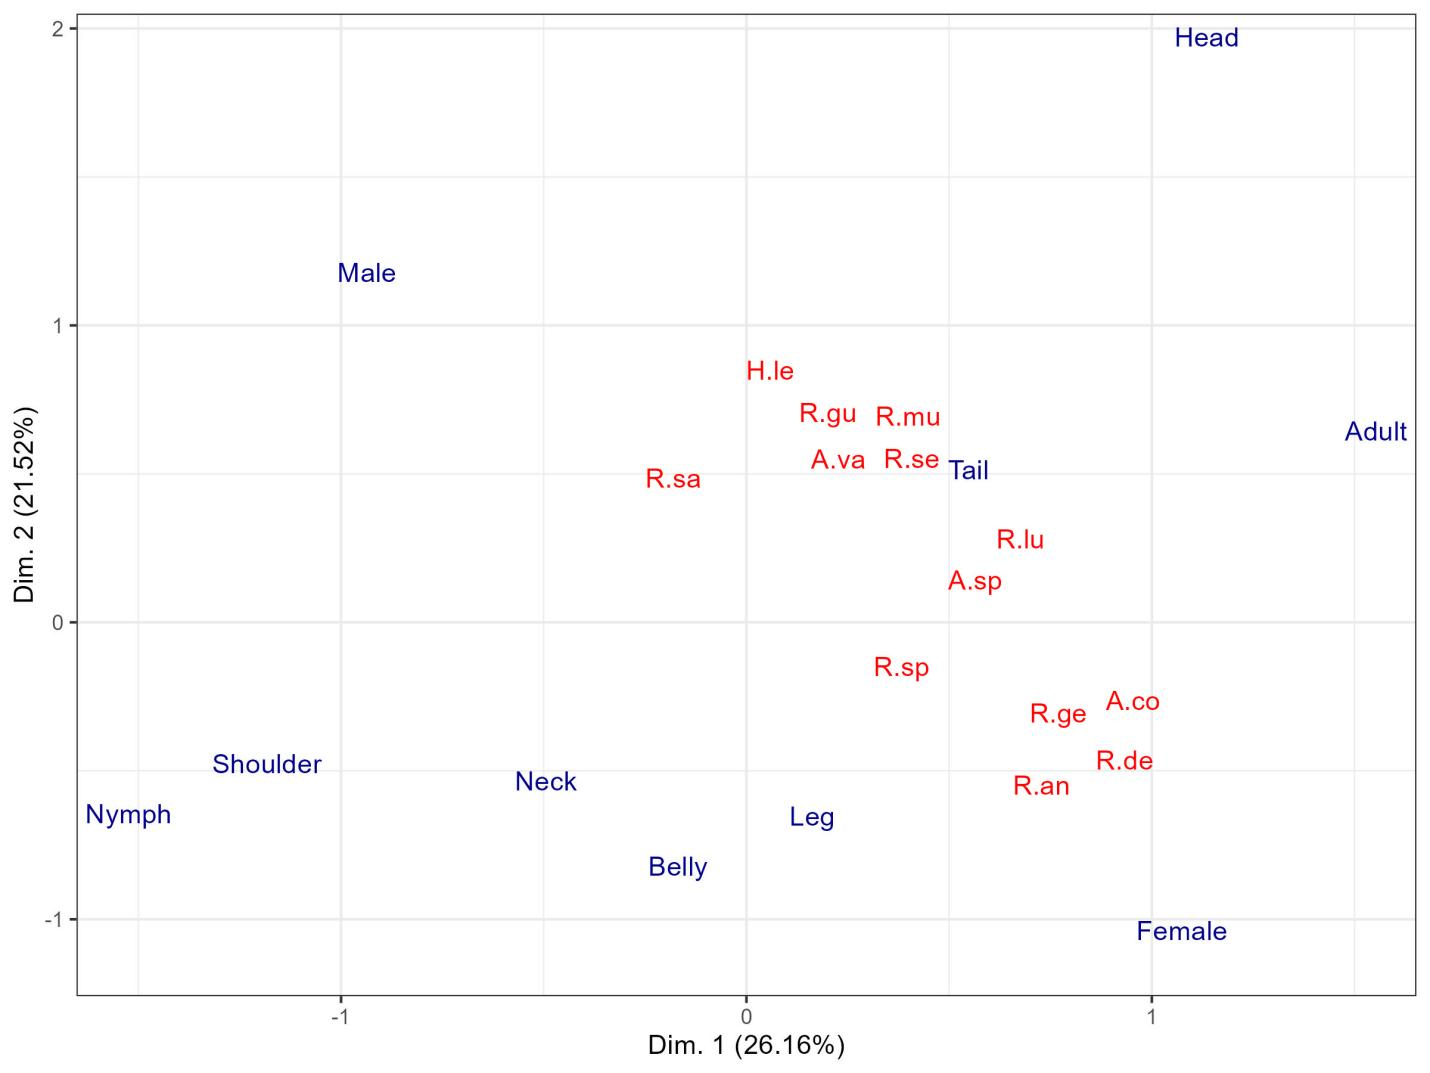 2
Head
Male
1
H.le
R.gu
R.mu
Adult
A.va
R.se
Tail
R.sa
R.lu
A.sp
0
R.sp
A.co
R.ge
R.de
Shoulder
Neck
R.an
Nymph
Leg
Belly
-1
Female
-1
0
1
Dim. 1 (26.16%)
Dim. 2 (21.52%)